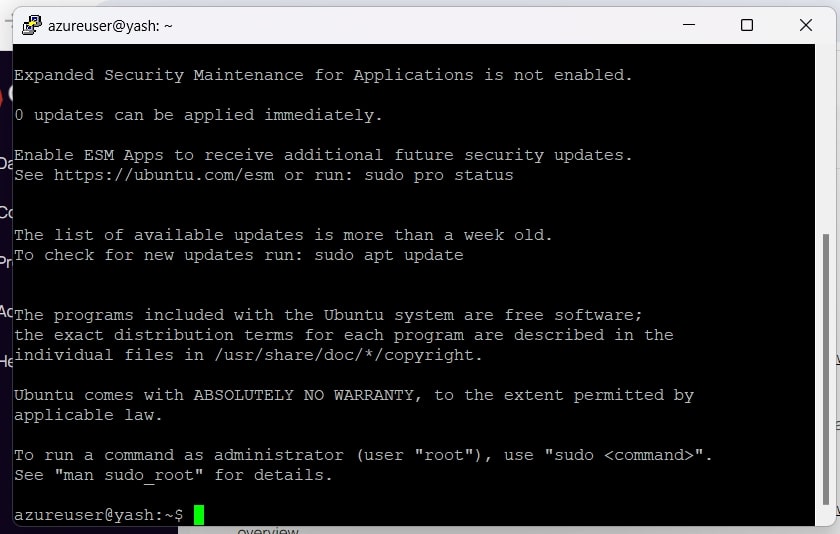 azureuser@yash: ~
Expanded Security Maintenance for Applications is not enabled.
0 updates can be applied immediately.
Enable ESM Apps to receive additional future security updates.
See https://ubuntu.com/esm or run: sudo pro status
The list of available updates is more than a week old.
To check for new updates run: sudo apt update
The programs included with the Ubuntu system are free software;
the exact distribution terms for each program are described in the
individual files in /usr/share/doc/*/copyright.
Ubuntu comes with ABSOLUTELY NO WARRANTY, to the extent permitted by
applicable law.
To run a command as administrator (user "root"), use "sudo <command>".
See "man sudo_root" for details.
azureuser@yash:~$
overview